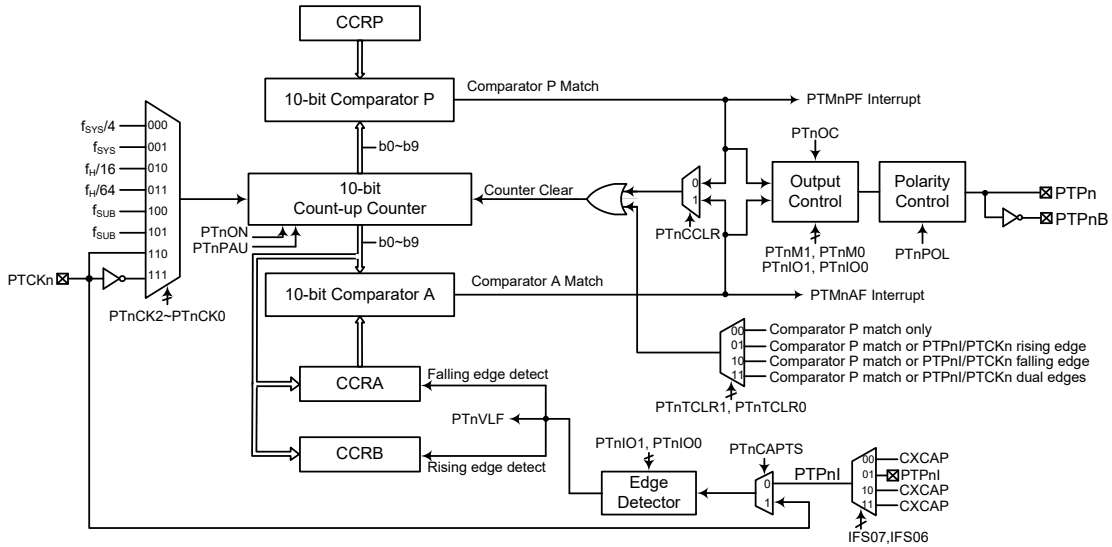 CCRP
10-bit Comparator P
Comparator P Match
PTMnPF Interrupt
b0~b9
fSYS/4
000
fSYS
001
fH/16
010
fH/64
011
fSUB
100
fSUB
101
110
111
PTCKn
PTnCK2~PTnCK0
10-bit
Count-up Counter
PTnON
PTnPAU
b0~b9
Counter Clear
0
1
PTnCCLR
PTnOC
Output
Control
PTnM1, PTnM0
PTnIO1, PTnIO0
Polarity
Control
PTnPOL
PTPn
PTPnB
10-bit Comparator A
Comparator A Match
PTMnAF Interrupt
00
Comparator P match only
01
Comparator P match or PTPnI/PTCKn rising edge
10
Comparator P match or PTPnI/PTCKn falling edge
11
Comparator P match or PTPnI/PTCKn dual edges
PTnTCLR1, PTnTCLR0
CCRA
Falling edge detect
PTnVLF
CCRB
Rising edge detect
PTnIO1, PTnIO0
Edge
Detector
PTnCAPTS
0
1
PTPnI
00
CXCAP
01
PTPnI
10
CXCAP
11
CXCAP
IFS07,IFS06